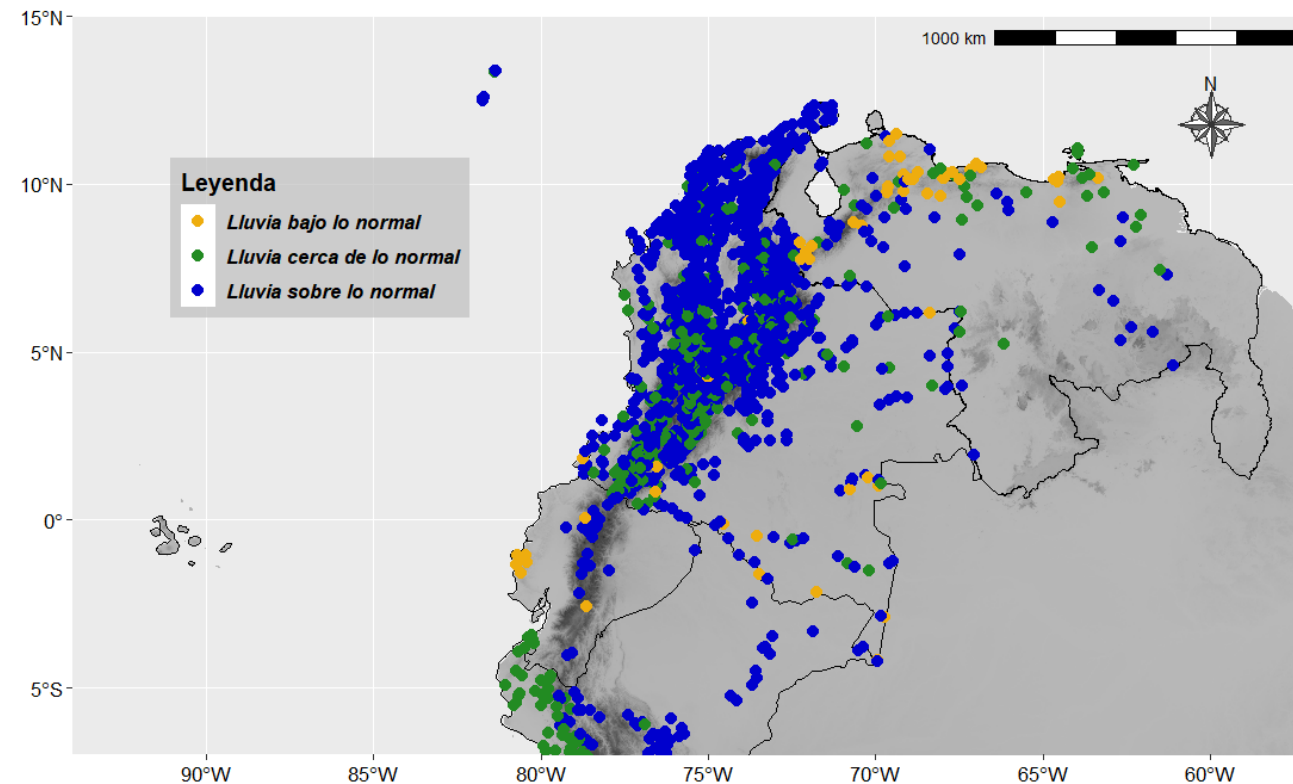 15°N
1000 km
N
Leyenda
10°N
Lluvia bajo lo normal
Lluvia cerca de lo normal
Lluvia sobre lo normal
5°N
0°
5°S
90°W 85°W 80°W 75°W 70°W 65°W 60°W